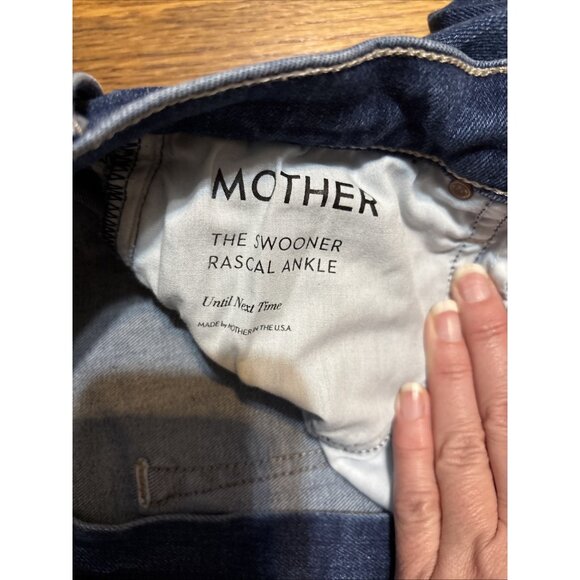 MOTHER
THE SWOONER
RASCAL ANKLE
Until Next Time
MADE by MOTHER IN THE U.S.A.